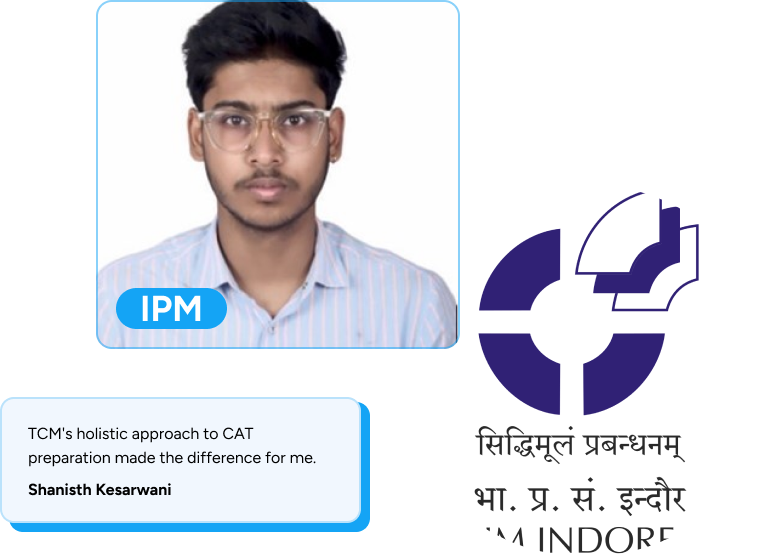 IPM
TCM's holistic approach to CAT
preparation made the difference for me.
Shanisth Kesarwani
सिद्धिमूलं प्रबन्धनम्
भा. प्र. सं. इन्दौर
INDORE